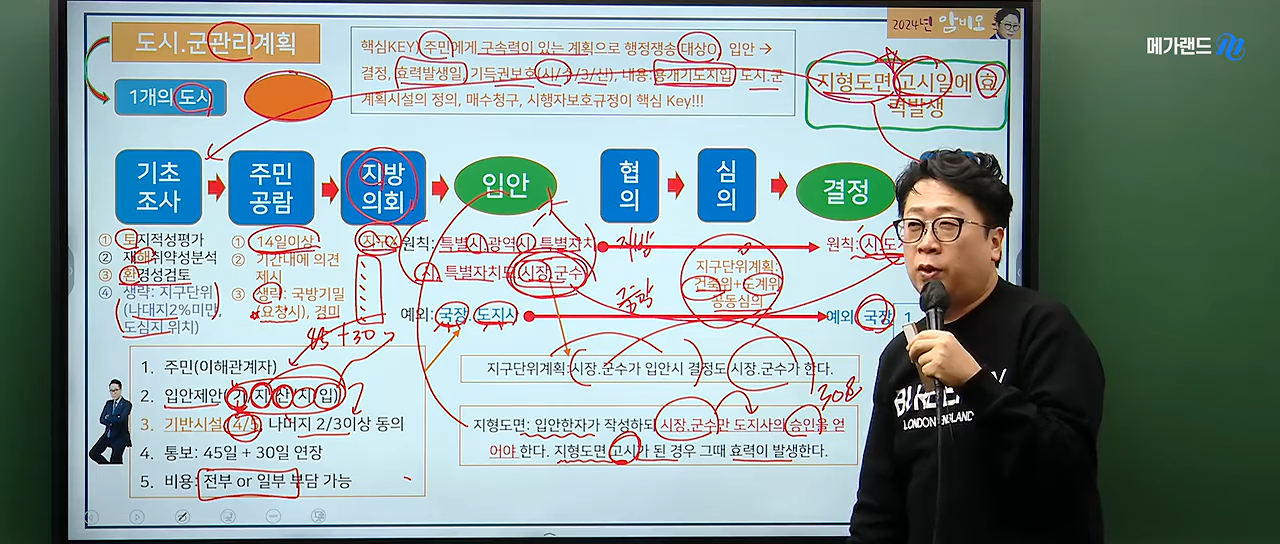 2024년 암비오
메가랜드
도시.군관리계획
1개의 도시
핵심KEY) 주민에게 구속력이 있는 계획으로 행정쟁송 대상O, 입안 →
결정, 효력발생일, 기득권보호(시/수/3/신), 내용:용개기도지입, 도시.군
계획시설의 정의, 매수청구, 시행자보호규정이 핵심 Key!!!
지형도면 고시일에 효
력발생
기초
조사
주민
공람
지방
의회
입안
협
의
심
의
결정
① 토지적성평가
② 재해취약성분석
③ 환경성검토
④ 생략: 지구단위
(나대지2%미만,
도심지 위치)
① 14일이상
② 기간내에 의견
제시
③ 생략: 국방기밀
(요청시), 경미
원칙: 특별시,광역시, 특별자치
시, 특별자치도, 시장,군수
예외: 국장, 도지사
지방
국가
지구단위계획:
건축위+도계위
공동심의
원칙: 시.도
예외: 국장
45+30
1. 주민(이해관계자)
2. 입안제안(기/지/산/지/입)
3. 기반시설(4/5) 나머지 2/3이상 동의
4. 통보: 45일 + 30일 연장
5. 비용: 전부 or 일부 부담 가능
지구단위계획: 시장.군수가 입안시 결정도 시장.군수가 한다.
30일
지형도면: 입안한자가 작성하되 시장.군수만 도지사의 승인을 얻
어야 한다. 지형도면 고시가 된 경우 그때 효력이 발생한다.
LONDON ENGLAND